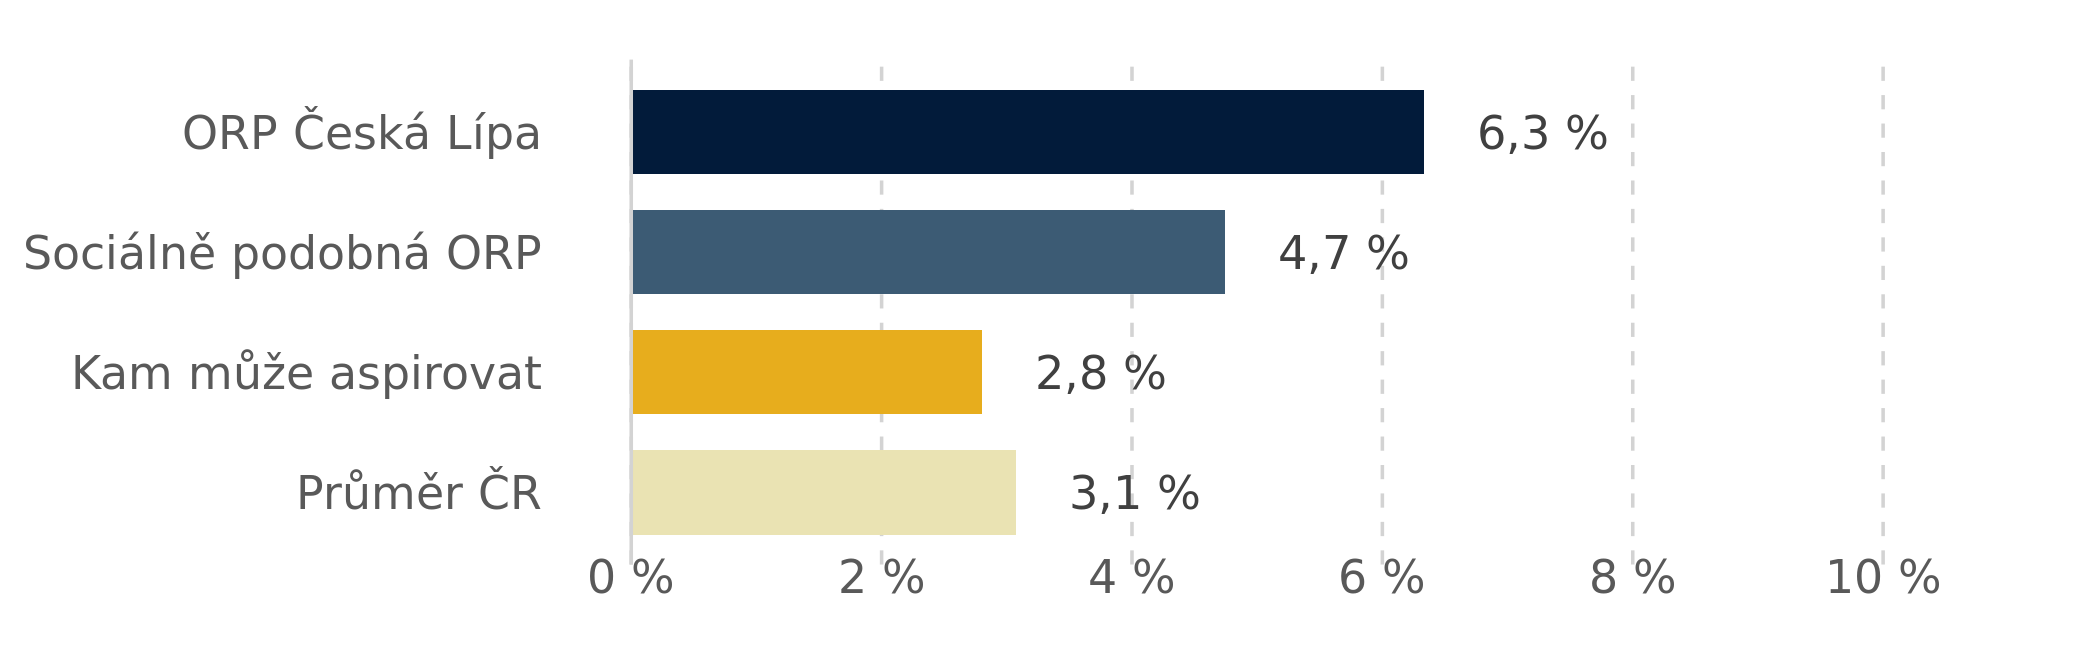 ORP Česká Lípa 6,3 %
Sociálně podobná ORP 4,7 %
Kam může aspirovat 2,8 %
Průměr ČR 3,1 %
0 % 2 % 4 % 6 % 8 % 10 %